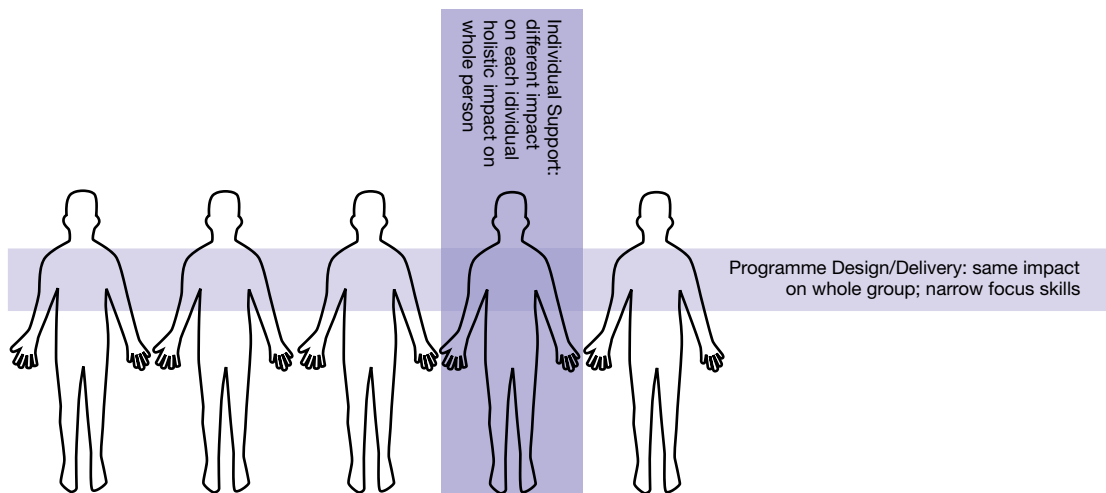 Individual Support:
different impact
on each idividual
holistic impact on
whole person
Programme Design/Delivery: same impact
on whole group; narrow focus skills